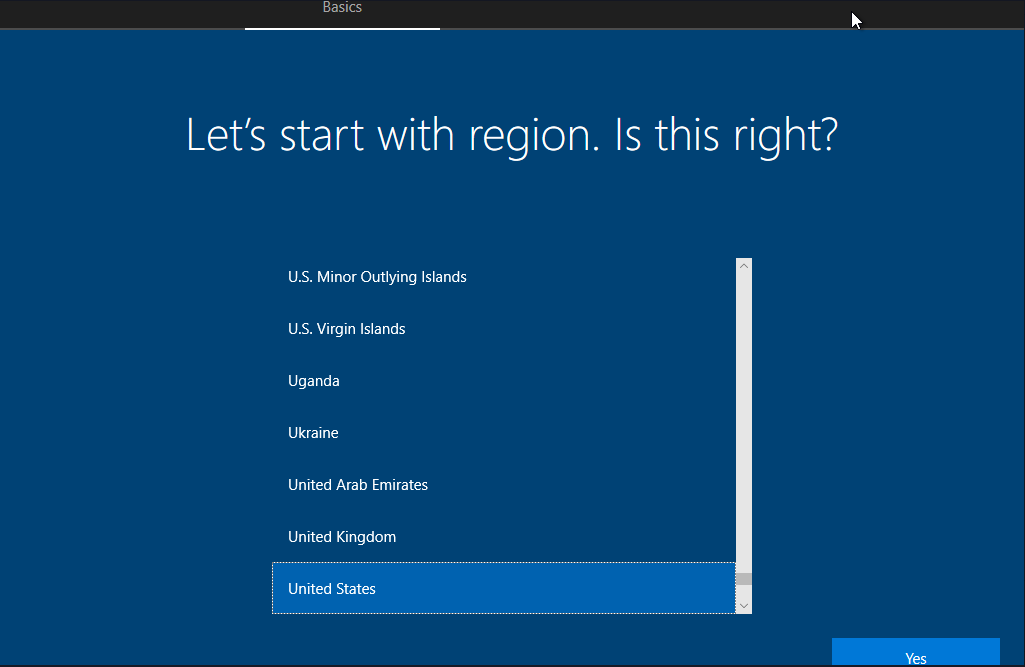 Basics
Let’s start with region. Is this right?
U.S. Minor Outlying Islands
U.S. Virgin Islands
Uganda
Ukraine
United Arab Emirates
United Kingdom
United States
Yes